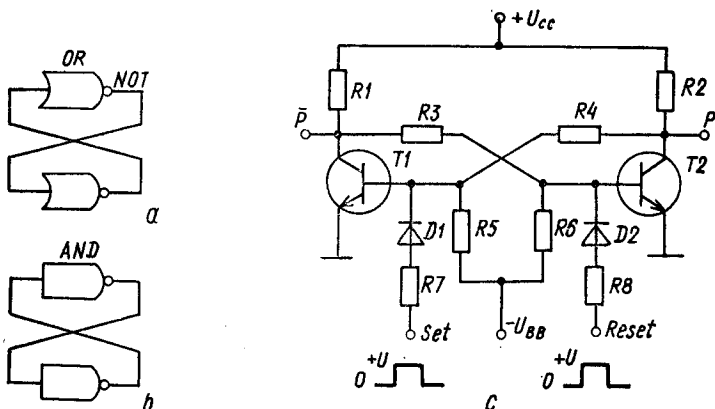 OR
NOT
a
AND
b
+Ucc
R1
R2
P̄
R3
R4
P
T1
T2
D1
R5
R6
D2
R7
R8
Set
-UBB
Reset
+U
0
+U
0
c